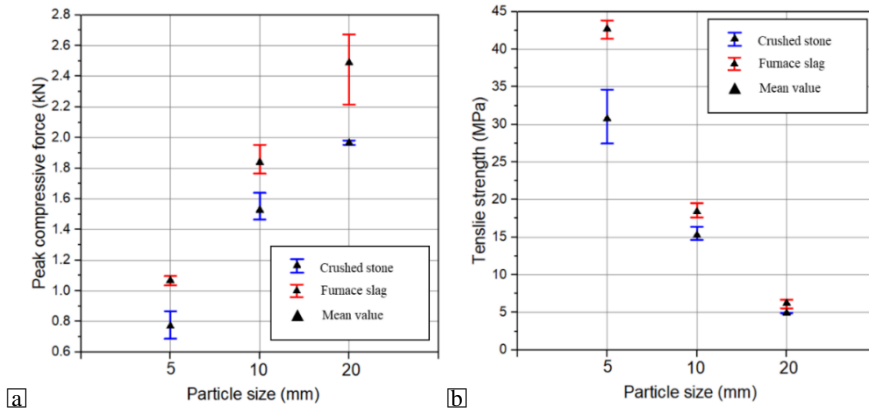 2.8
2.6
2.4
2.2
2.0
1.8
1.6
1.4
1.2
1.0
0.8
0.6
Peak compressive force (kN)
Crushed stone
Furnace slag
Mean value
5 10 20
Particle size (mm)
a
45
40
35
30
25
20
15
10
5
0
Tenslie strength (MPa)
Crushed stone
Furnace slag
Mean value
5 10 20
Particle size (mm)
b